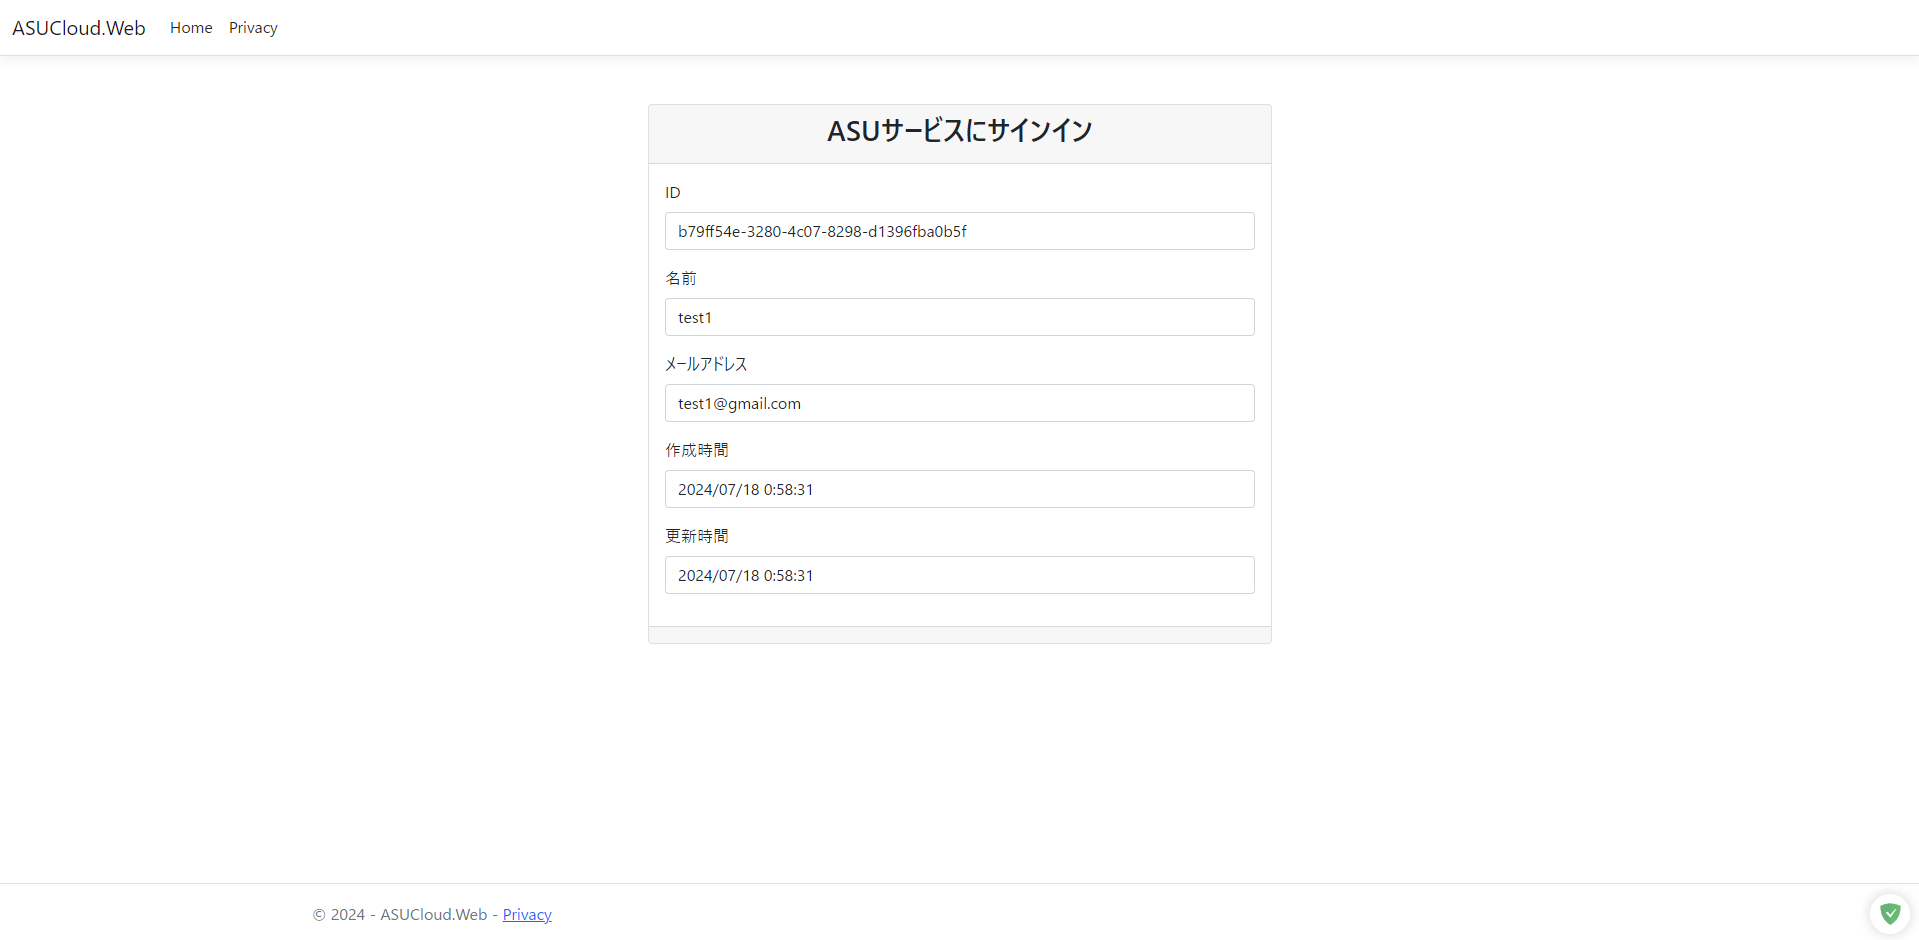 ASUCloud.Web Home Privacy
ASUサービスにサインイン
ID
b79ff54e-3280-4c07-8298-d1396fba0b5f
名前
test1
メールアドレス
test1@gmail.com
作成時間
2024/07/18 0:58:31
更新時間
2024/07/18 0:58:31
© 2024 - ASUCloud.Web - Privacy